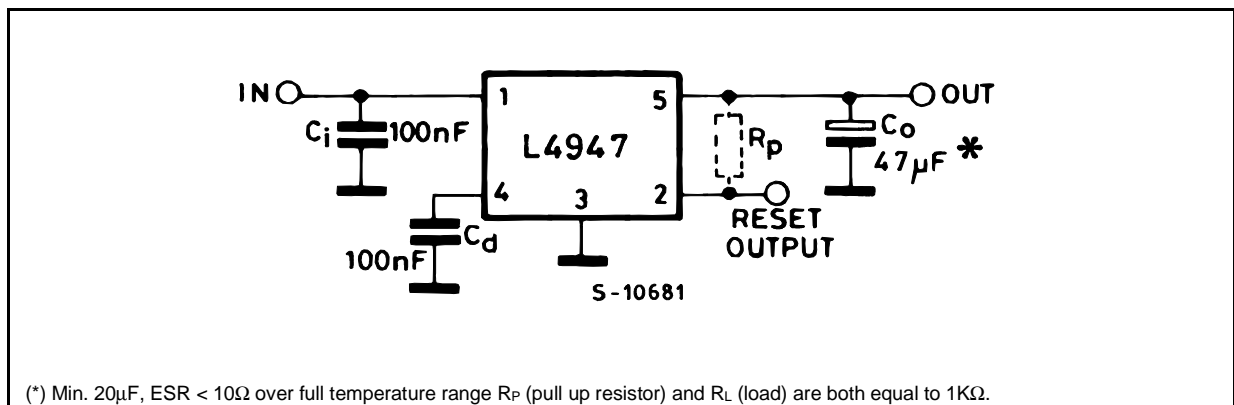 IN
1
5
OUT
Ci
100nF
L4947
Rp
Co
47µF *
4
3
2
Cd
100nF
RESET
OUTPUT
S-10681
(*) Min. 20µF, ESR < 10Ω over full temperature range RP (pull up resistor) and RL (load) are both equal to 1KΩ.